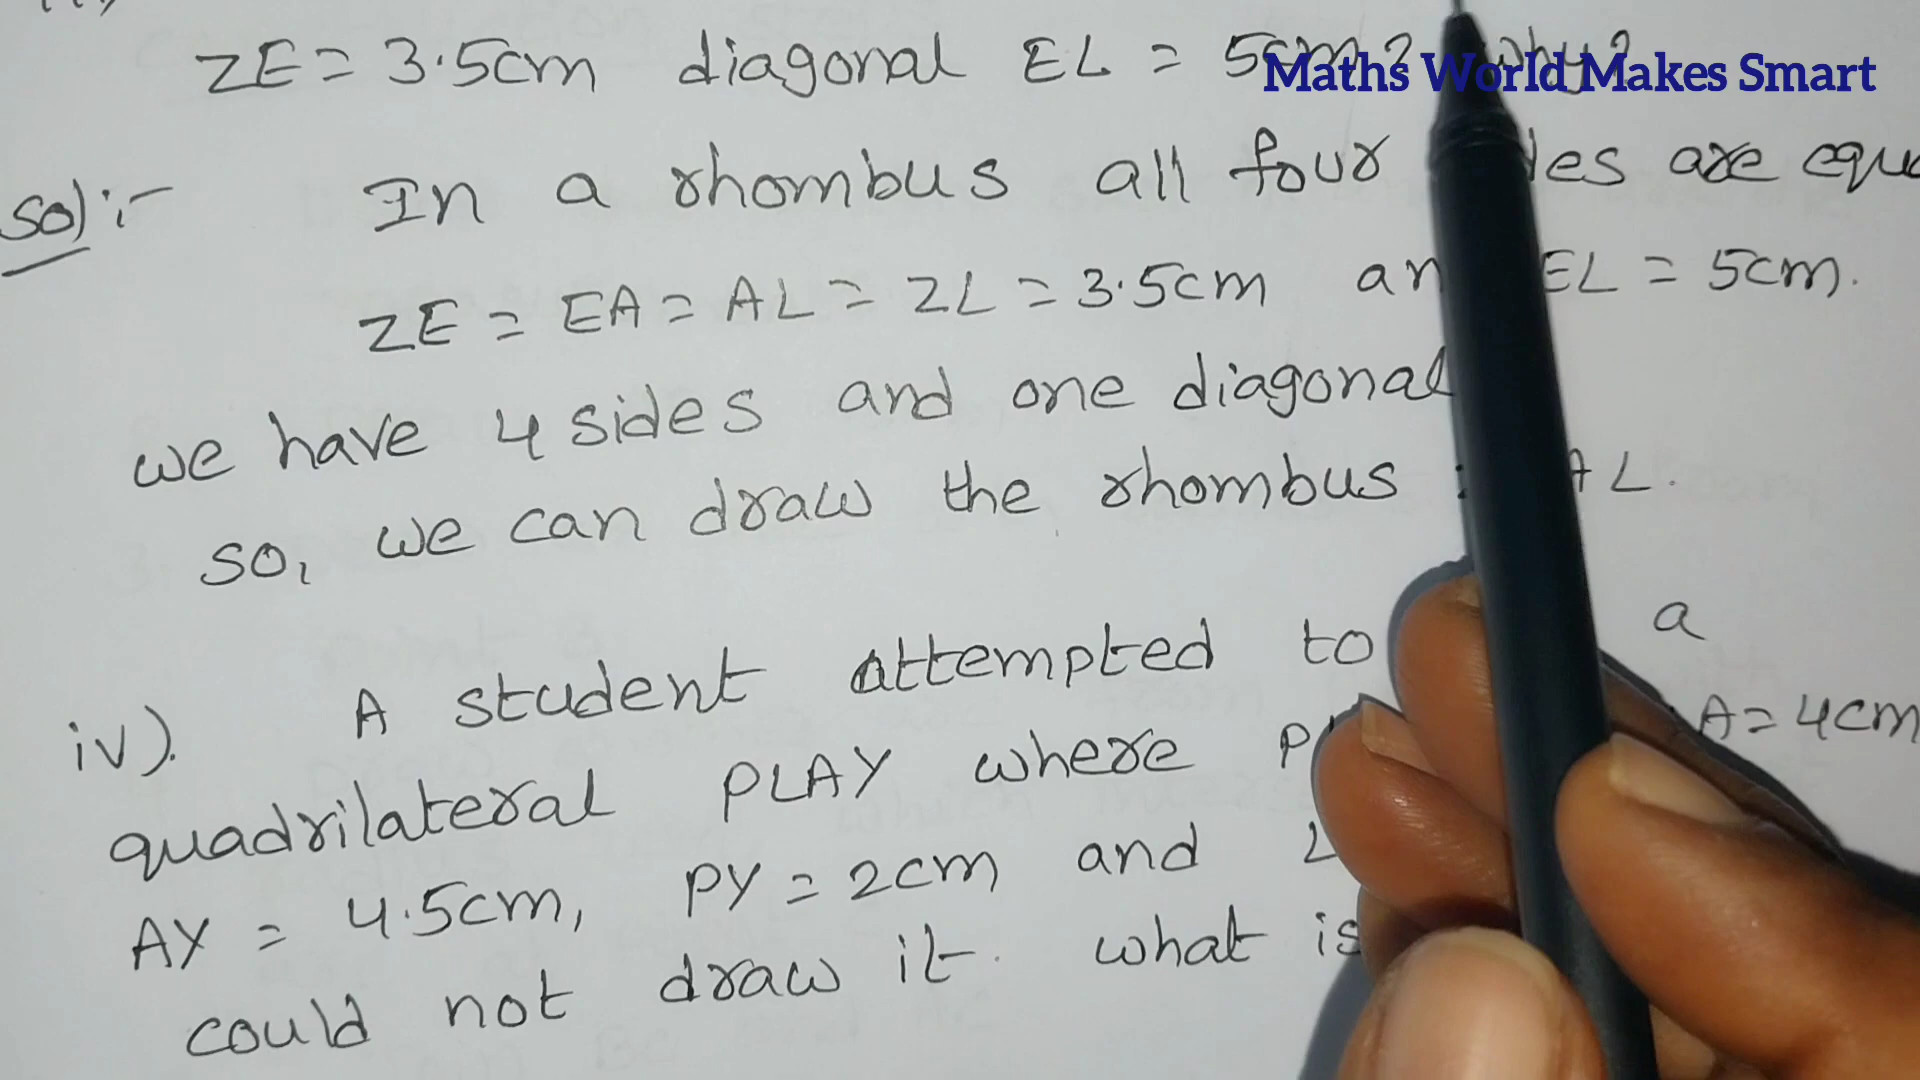 ZE = 3.5cm diagonal EL = 5cm? why?
Maths World Makes Smart
Sol:- In a rhombus all four are
ZE = EA = AL = ZL = 3.5cm EL = 5cm.
we have 4 sides and one diagonal
so, we can draw the rhombus AL.
iv). A student attempted to a
quadrilateral PLAY where A = 4cm
AY = 4.5cm, PY = 2cm and
could not draw it. what is